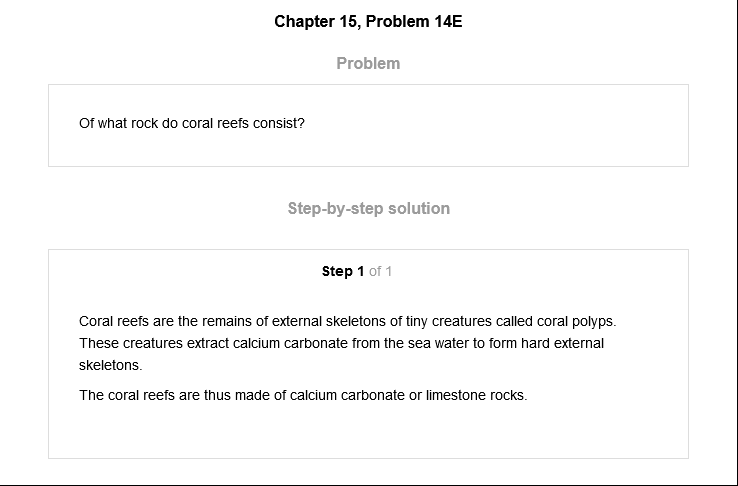 Chapter 15, Problem 14E
Problem
Of what rock do coral reefs consist?
Step-by-step solution
Step 1 of 1
Coral reefs are the remains of external skeletons of tiny creatures called coral polyps.
These creatures extract calcium carbonate from the sea water to form hard external
skeletons.
The coral reefs are thus made of calcium carbonate or limestone rocks.